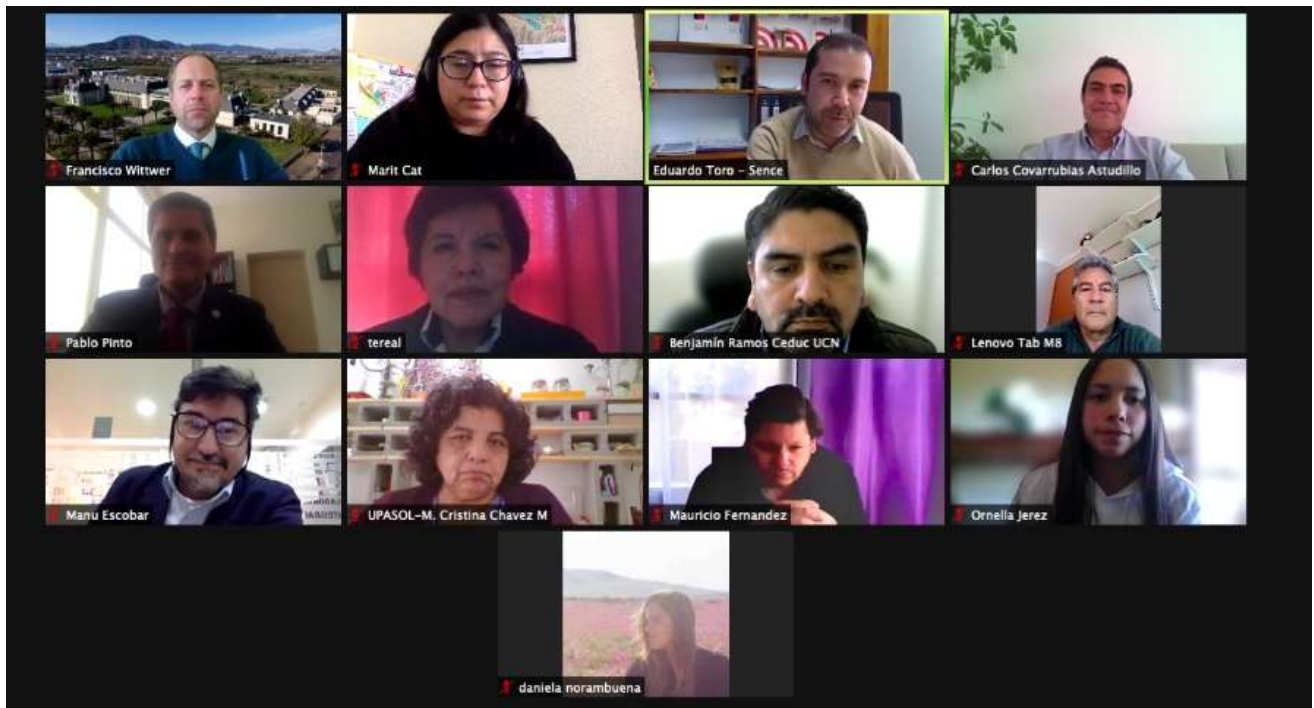 Francisco Wittwer
Marit Cat
Eduardo Toro - Sence
Carlos Covarrubias Astudillo
Pablo Pinto
tereal
Benjamín Ramos Ceduc UCN
Lenovo Tab M8
Manu Escobar
UPASOL-M. Cristina Chavez M
Mauricio Fernandez
Ornella Jerez
daniela norambuena